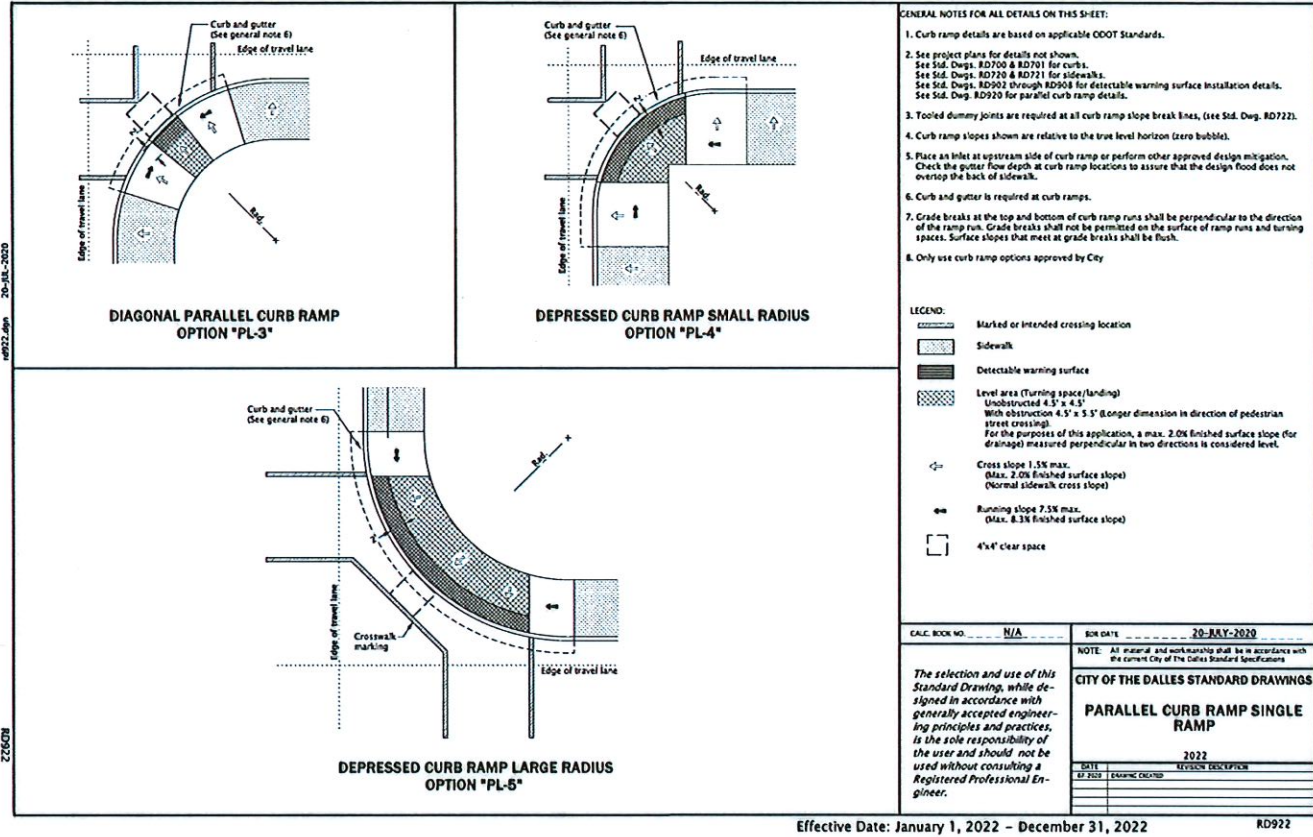 Curb and gutter
(See general note 6)
Edge of travel lane
Edge of travel lane
Rad.
DIAGONAL PARALLEL CURB RAMP
OPTION "PL-3"
Curb and gutter
(See general note 6)
Edge of travel lane
Edge of travel lane
Rad.
DEPRESSED CURB RAMP SMALL RADIUS
OPTION "PL-4"
Curb and gutter
(See general note 6)
Rad.
2'
Edge of travel lane
Crosswalk
marking
Edge of travel lane
DEPRESSED CURB RAMP LARGE RADIUS
OPTION "PL-5"
GENERAL NOTES FOR ALL DETAILS ON THIS SHEET:
1. Curb ramp details are based on applicable ODOT Standards.
2. See project plans for details not shown.
See Std. Dwgs. RD700 & RD701 for curbs.
See Std. Dwgs. RD720 & RD721 for sidewalks.
See Std. Dwgs. RD902 through RD908 for detectable warning surface installation details.
See Std. Dwg. RD920 for parallel curb ramp details.
3. Tooled dummy joints are required at all curb ramp slope break lines, (see Std. Dwg. RD722).
4. Curb ramp slopes shown are relative to the true level horizon (zero bubble).
5. Place an inlet at upstream side of curb ramp or perform other approved design mitigation.
Check the gutter flow depth at curb ramp locations to assure that the design flood does not
overtop the back of sidewalk.
6. Curb and gutter is required at curb ramps.
7. Grade breaks at the top and bottom of curb ramp runs shall be perpendicular to the direction
of the ramp run. Grade breaks shall not be permitted on the surface of ramp runs and turning
spaces. Surface slopes that meet at grade breaks shall be flush.
8. Only use curb ramp options approved by City
LEGEND:
Marked or intended crossing location
Sidewalk
Detectable warning surface
Level area (Turning space/landing)
Unobstructed 4.5' x 4.5'
With obstruction 4.5' x 5.5' (Longer dimension in direction of pedestrian
street crossing).
For the purposes of this application, a max. 2.0% finished surface slope (for
drainage) measured perpendicular in two directions is considered level.
Cross slope 1.5% max.
(Max. 2.0% finished surface slope)
(Normal sidewalk cross slope)
Running slope 7.5% max.
(Max. 8.3% finished surface slope)
4'x4' clear space
CALC. BOOK NO. N/A
SDR DATE 20-JULY-2020
NOTE: All material and workmanship shall be in accordance with
the current City of The Dalles Standard Specifications
The selection and use of this
Standard Drawing, while de-
signed in accordance with
generally accepted engineer-
ing principles and practices,
is the sole responsibility of
the user and should not be
used without consulting a
Registered Professional En-
gineer.
CITY OF THE DALLES STANDARD DRAWINGS
PARALLEL CURB RAMP SINGLE
RAMP
2022
DATE REVISION DESCRIPTION
07-2020 DRAWING CREATED
rd922.dgn 20-JUL-2020
RD922
Effective Date: January 1, 2022 – December 31, 2022
RD922